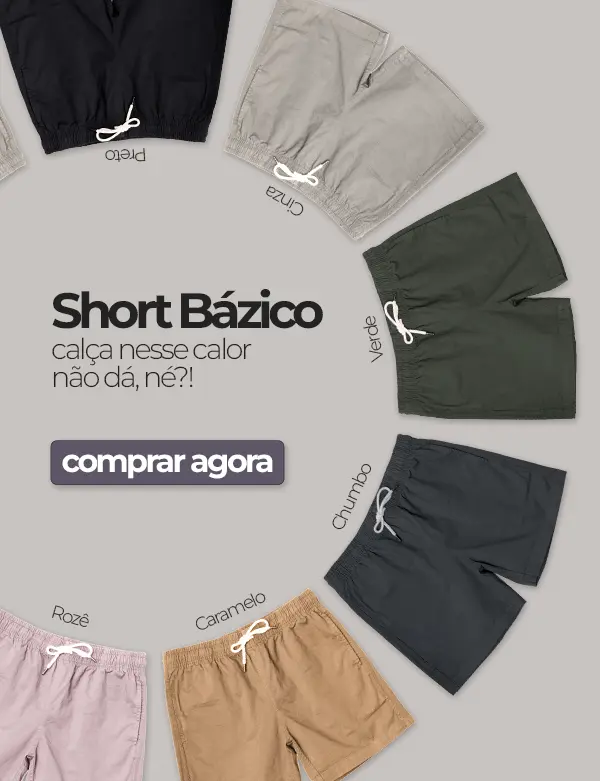 Preto
Cinza
Verde
Short Bázico
calça nesse calor
não dá, né?!
comprar agora
Chumbo
Caramelo
Rozê